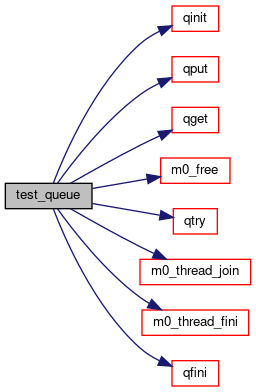 qinit
qput
qget
m0_free
test_queue
qtry
m0_thread_join
m0_thread_fini
qfini